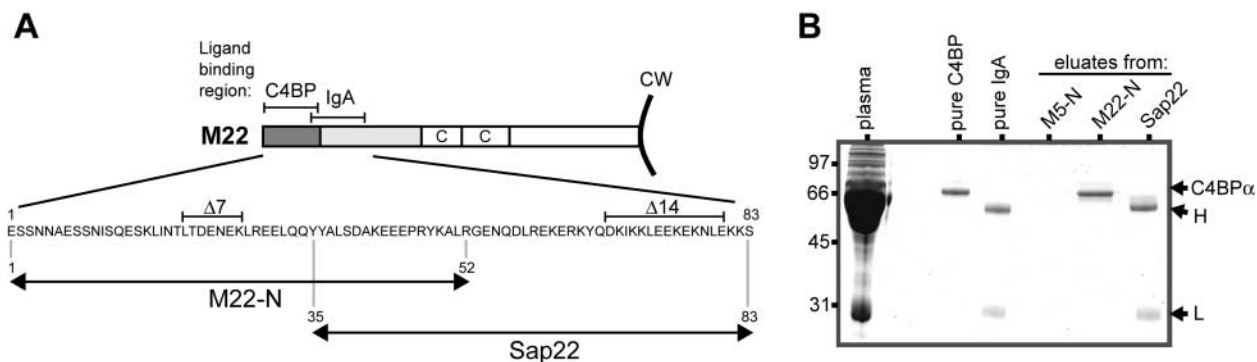 A
Ligand
binding
region:
C4BP
IgA
CW
M22
C
C
1
Δ7
Δ14
83
ESSNNAESSNISQESKLINTLTDENEKLREELQQYYALSDAKEEEPRYKALRGENQDLREKERKYQDKIKKLEEKEKNLEKKS
1
52
M22-N
35
83
Sap22
B
plasma
pure C4BP
pure IgA
eluates from:
M5-N
M22-N
Sap22
97
66
45
31
C4BPα
H
L